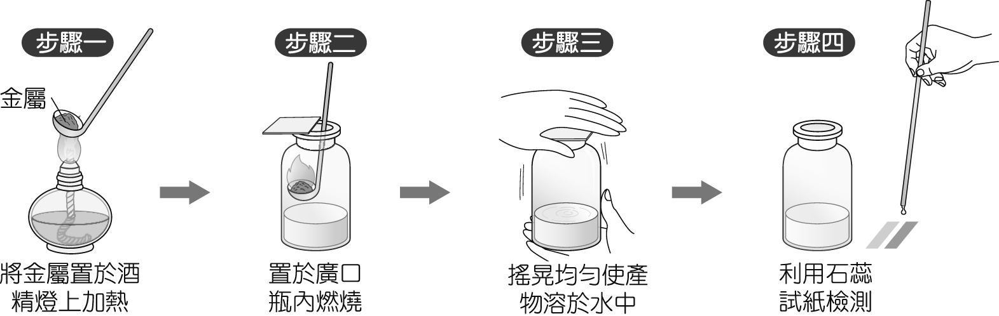 步驟一
金屬
將金屬置於酒
精燈上加熱
步驟二
置於廣口
瓶內燃燒
步驟三
搖晃均勻使產
物溶於水中
步驟四
利用石蕊
試紙檢測